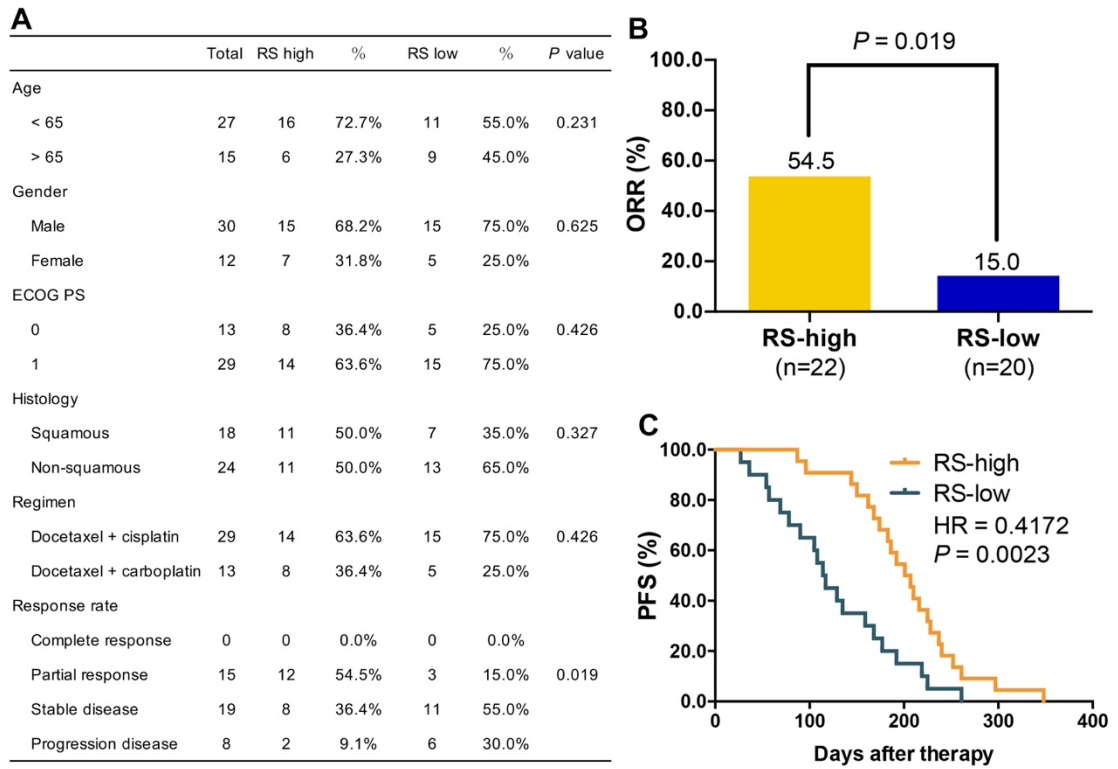 A
Total RS high % RS low % P value
Age
< 65 27 16 72.7% 11 55.0% 0.231
> 65 15 6 27.3% 9 45.0%
Gender
Male 30 15 68.2% 15 75.0% 0.625
Female 12 7 31.8% 5 25.0%
ECOG PS
0 13 8 36.4% 5 25.0% 0.426
1 29 14 63.6% 15 75.0%
Histology
Squamous 18 11 50.0% 7 35.0% 0.327
Non-squamous 24 11 50.0% 13 65.0%
Regimen
Docetaxel + cisplatin 29 14 63.6% 15 75.0% 0.426
Docetaxel + carboplatin 13 8 36.4% 5 25.0%
Response rate
Complete response 0 0 0.0% 0 0.0%
Partial response 15 12 54.5% 3 15.0% 0.019
Stable disease 19 8 36.4% 11 55.0%
Progression disease 8 2 9.1% 6 30.0%
B
P = 0.019
ORR (%)
100.0
80.0
60.0
40.0
20.0
0.0
54.5
15.0
RS-high RS-low
(n=22) (n=20)
C
PFS (%)
100.0
80.0
60.0
40.0
20.0
0.0
RS-high
RS-low
HR = 0.4172
P = 0.0023
0 100 200 300 400
Days after therapy